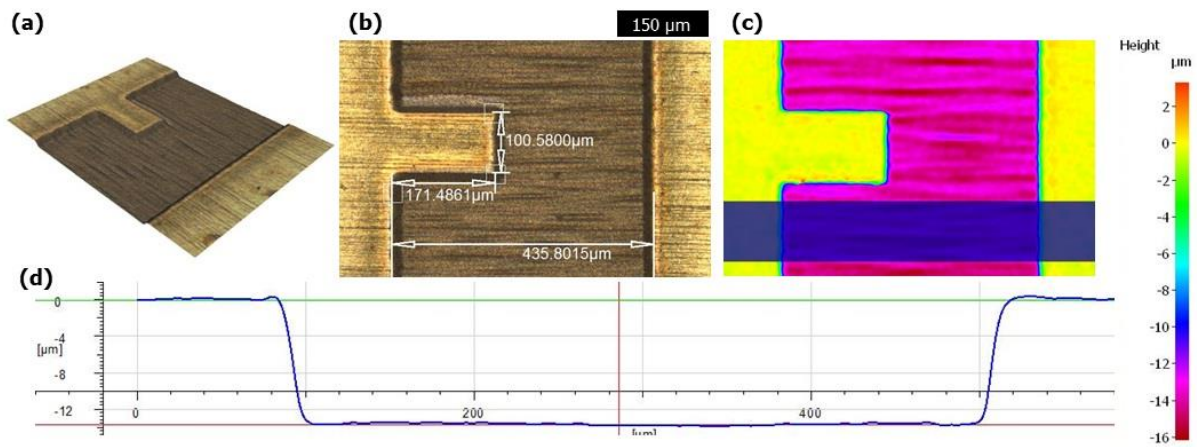 (a)
(b)
150 µm
100.5800µm
171.4861µm
435.8015µm
(c)
Height
µm
2
0
-2
-4
-6
-8
-10
-12
-14
-16
(d)
0
-4
[µm]
-8
-12
0
200
400
[µm]